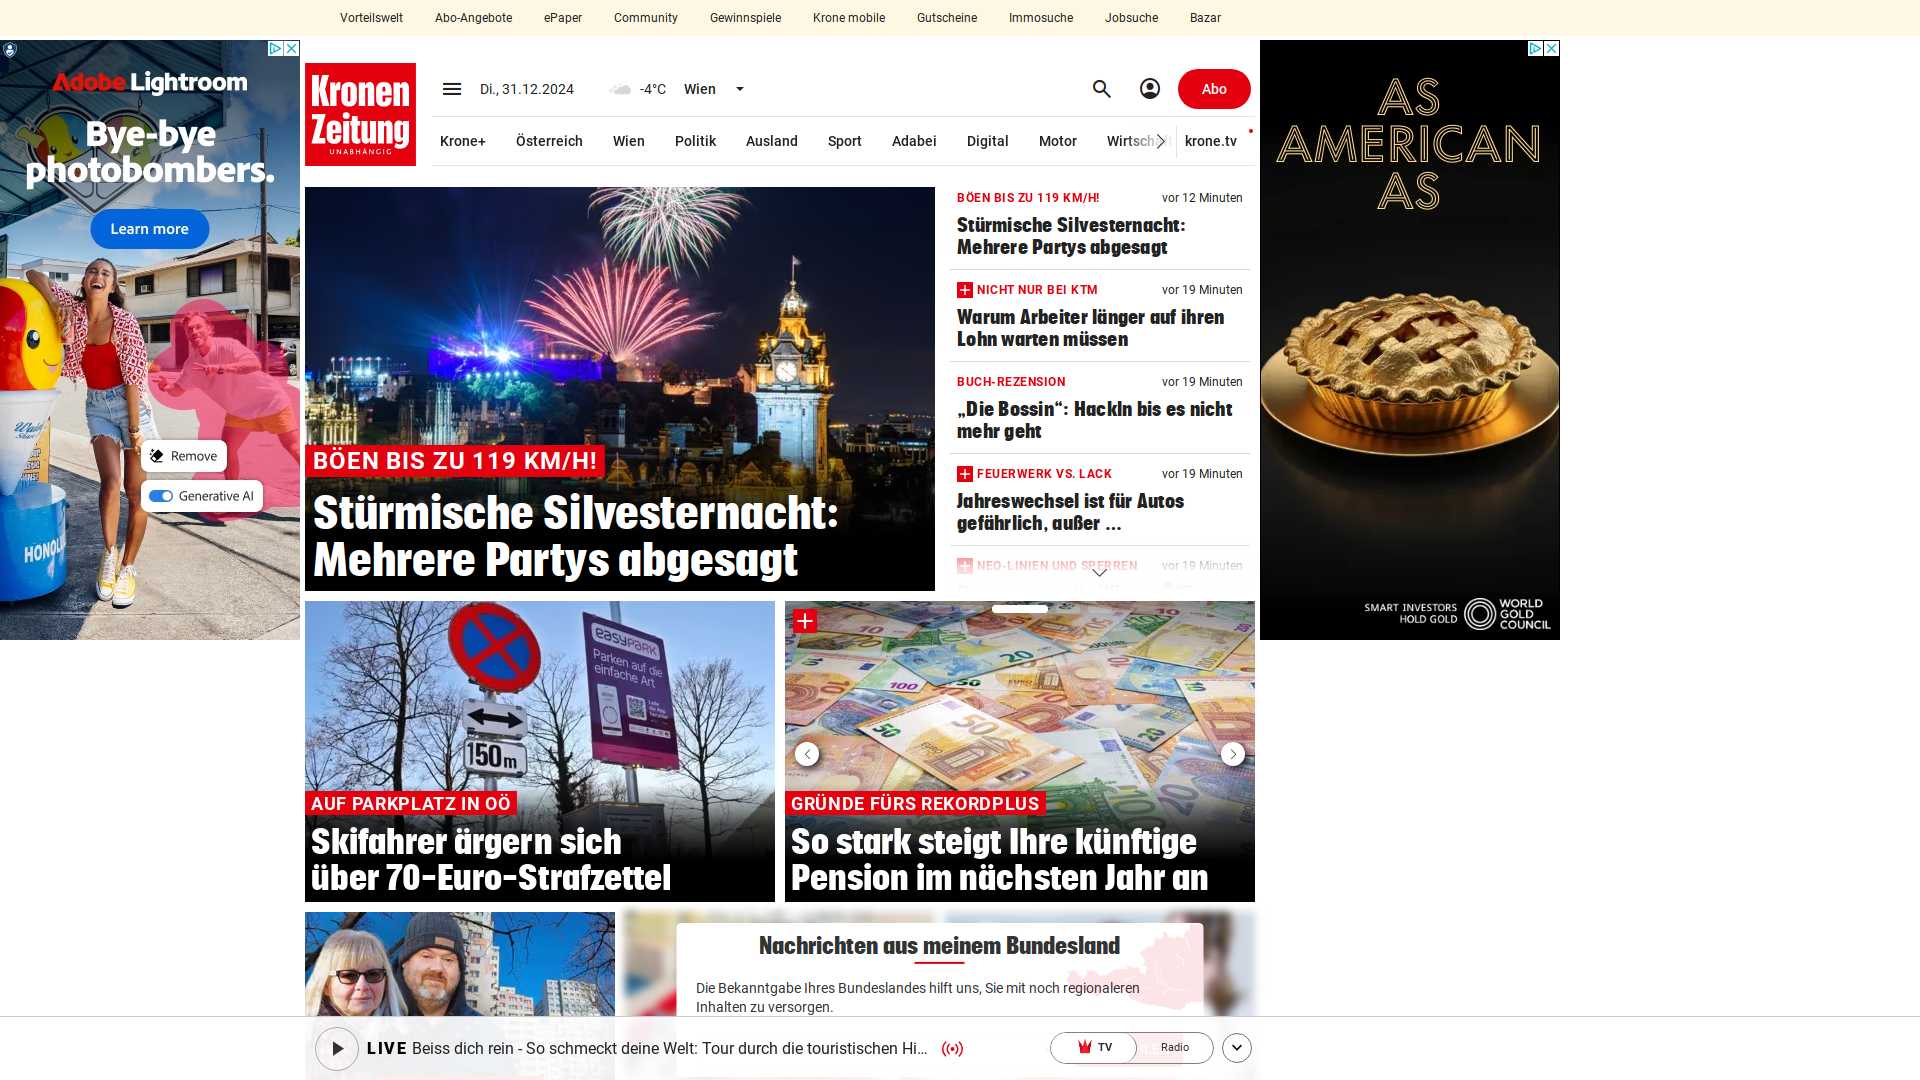 Vorteilswelt
Abo-Angebote
ePaper
Community
Gewinnspiele
Krone mobile
Gutscheine
Immosuche
Jobsuche
Bazar
Adobe Lightroom
Bye-bye
photobombers.
Learn more
Remove
Generative AI
HONOLU
Kronen
Zeitung
UNABHÄNGIG
Di., 31.12.2024
-4°C
Wien
Abo
Krone+
Österreich
Wien
Politik
Ausland
Sport
Adabei
Digital
Motor
Wirtsch
krone.tv
BÖEN BIS ZU 119 KM/H!
Stürmische Silvesternacht:
Mehrere Partys abgesagt
BÖEN BIS ZU 119 KM/H!
vor 12 Minuten
Stürmische Silvesternacht:
Mehrere Partys abgesagt
NICHT NUR BEI KTM
vor 19 Minuten
Warum Arbeiter länger auf ihren
Lohn warten müssen
BUCH-REZENSION
vor 19 Minuten
„Die Bossin“: Hackln bis es nicht
mehr geht
FEUERWERK VS. LACK
vor 19 Minuten
Jahreswechsel ist für Autos
gefährlich, außer ...
NEO-LINIEN UND SPERREN
vor 19 Minuten
AS
AMERICAN
AS
SMART INVESTORS
HOLD GOLD
WORLD
GOLD
COUNCIL
easypark
Parken auf die
einfache Art
150m
AUF PARKPLATZ IN OÖ
Skifahrer ärgern sich
über 70-Euro-Strafzettel
GRÜNDE FÜRS REKORDPLUS
So stark steigt Ihre künftige
Pension im nächsten Jahr an
Nachrichten aus meinem Bundesland
Die Bekanntgabe Ihres Bundeslandes hilft uns, Sie mit noch regionaleren
Inhalten zu versorgen.
LIVE Beiss dich rein - So schmeckt deine Welt: Tour durch die touristischen Hi...
TV
Radio